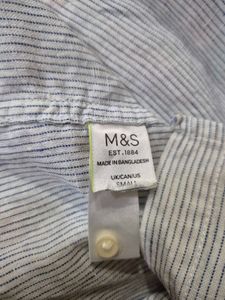 M&S
EST. 1884
MADE IN BANGLADESH
UK/CAN/US
SMALL